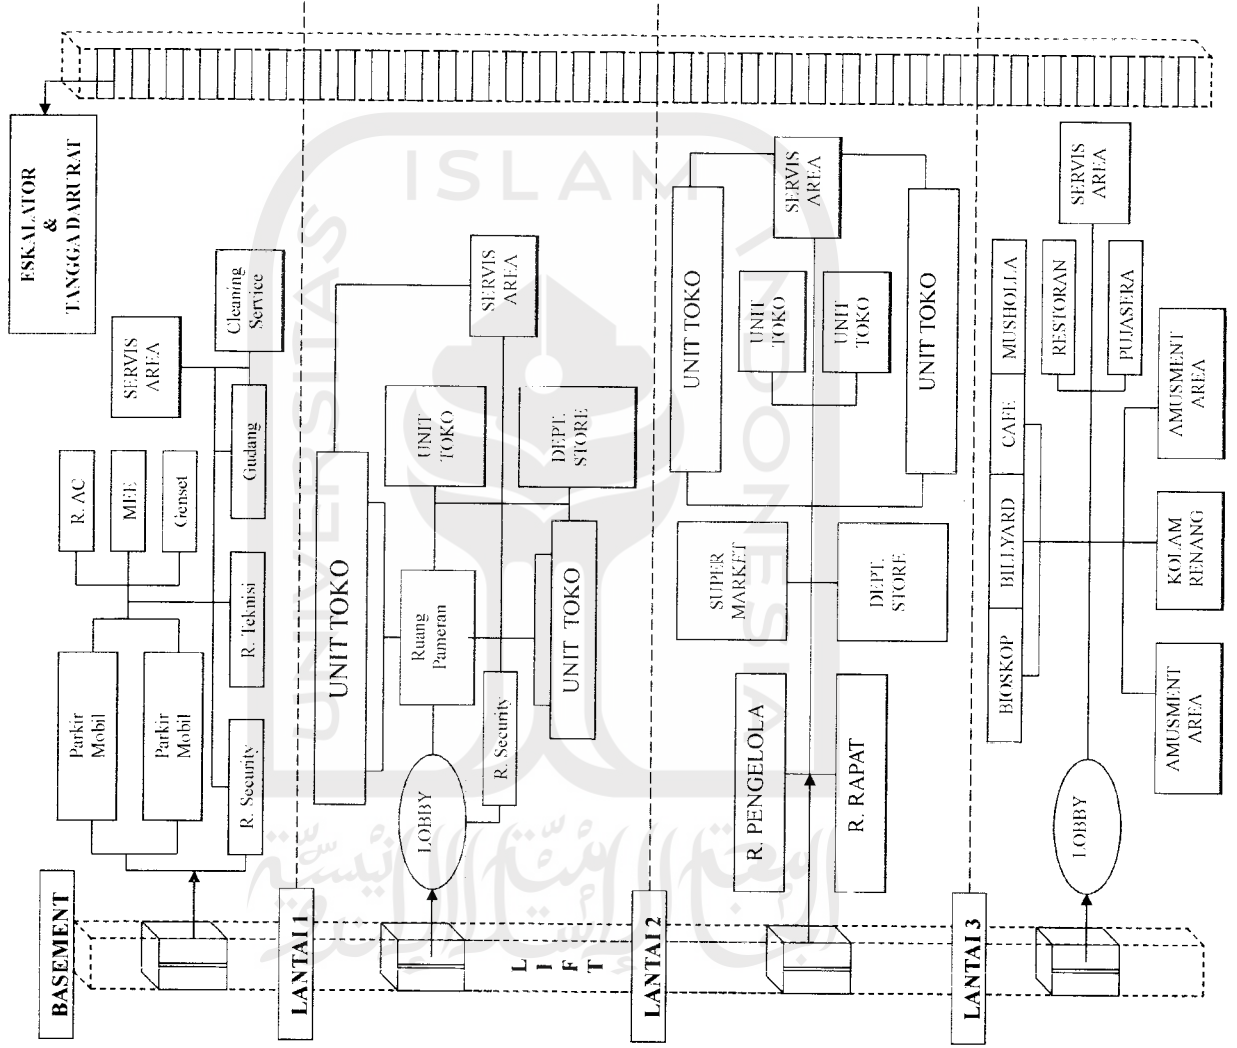 ESKALATOR
&
TANGGA DARURAT
BASEMENT
Parkir
Mobil
Parkir
Mobil
R. Security
R. Teknisi
Gudang
Cleaning
Service
R. AC
MEE
Genset
SERVIS
AREA
LANTAI 1
LOBBY
R. Security
Ruang
Pameran
UNIT TOKO
UNIT TOKO
UNIT
TOKO
DEPT.
STORE
SERVIS
AREA
LIFT
LANTAI 2
R. PENGELOLA
R. RAPAT
SUPER
MARKET
DEPT.
STORE
UNIT TOKO
UNIT TOKO
UNIT
TOKO
UNIT
TOKO
SERVIS
AREA
LANTAI 3
LOBBY
BIOSKOP
BILLYARD
CAFE
MUSHOLLA
RESTORAN
PUJASERA
SERVIS
AREA
AMUSMENT
AREA
KOLAM
RENANG
AMUSMENT
AREA
UNIVERSITAS
ISLAM
INDONESIA